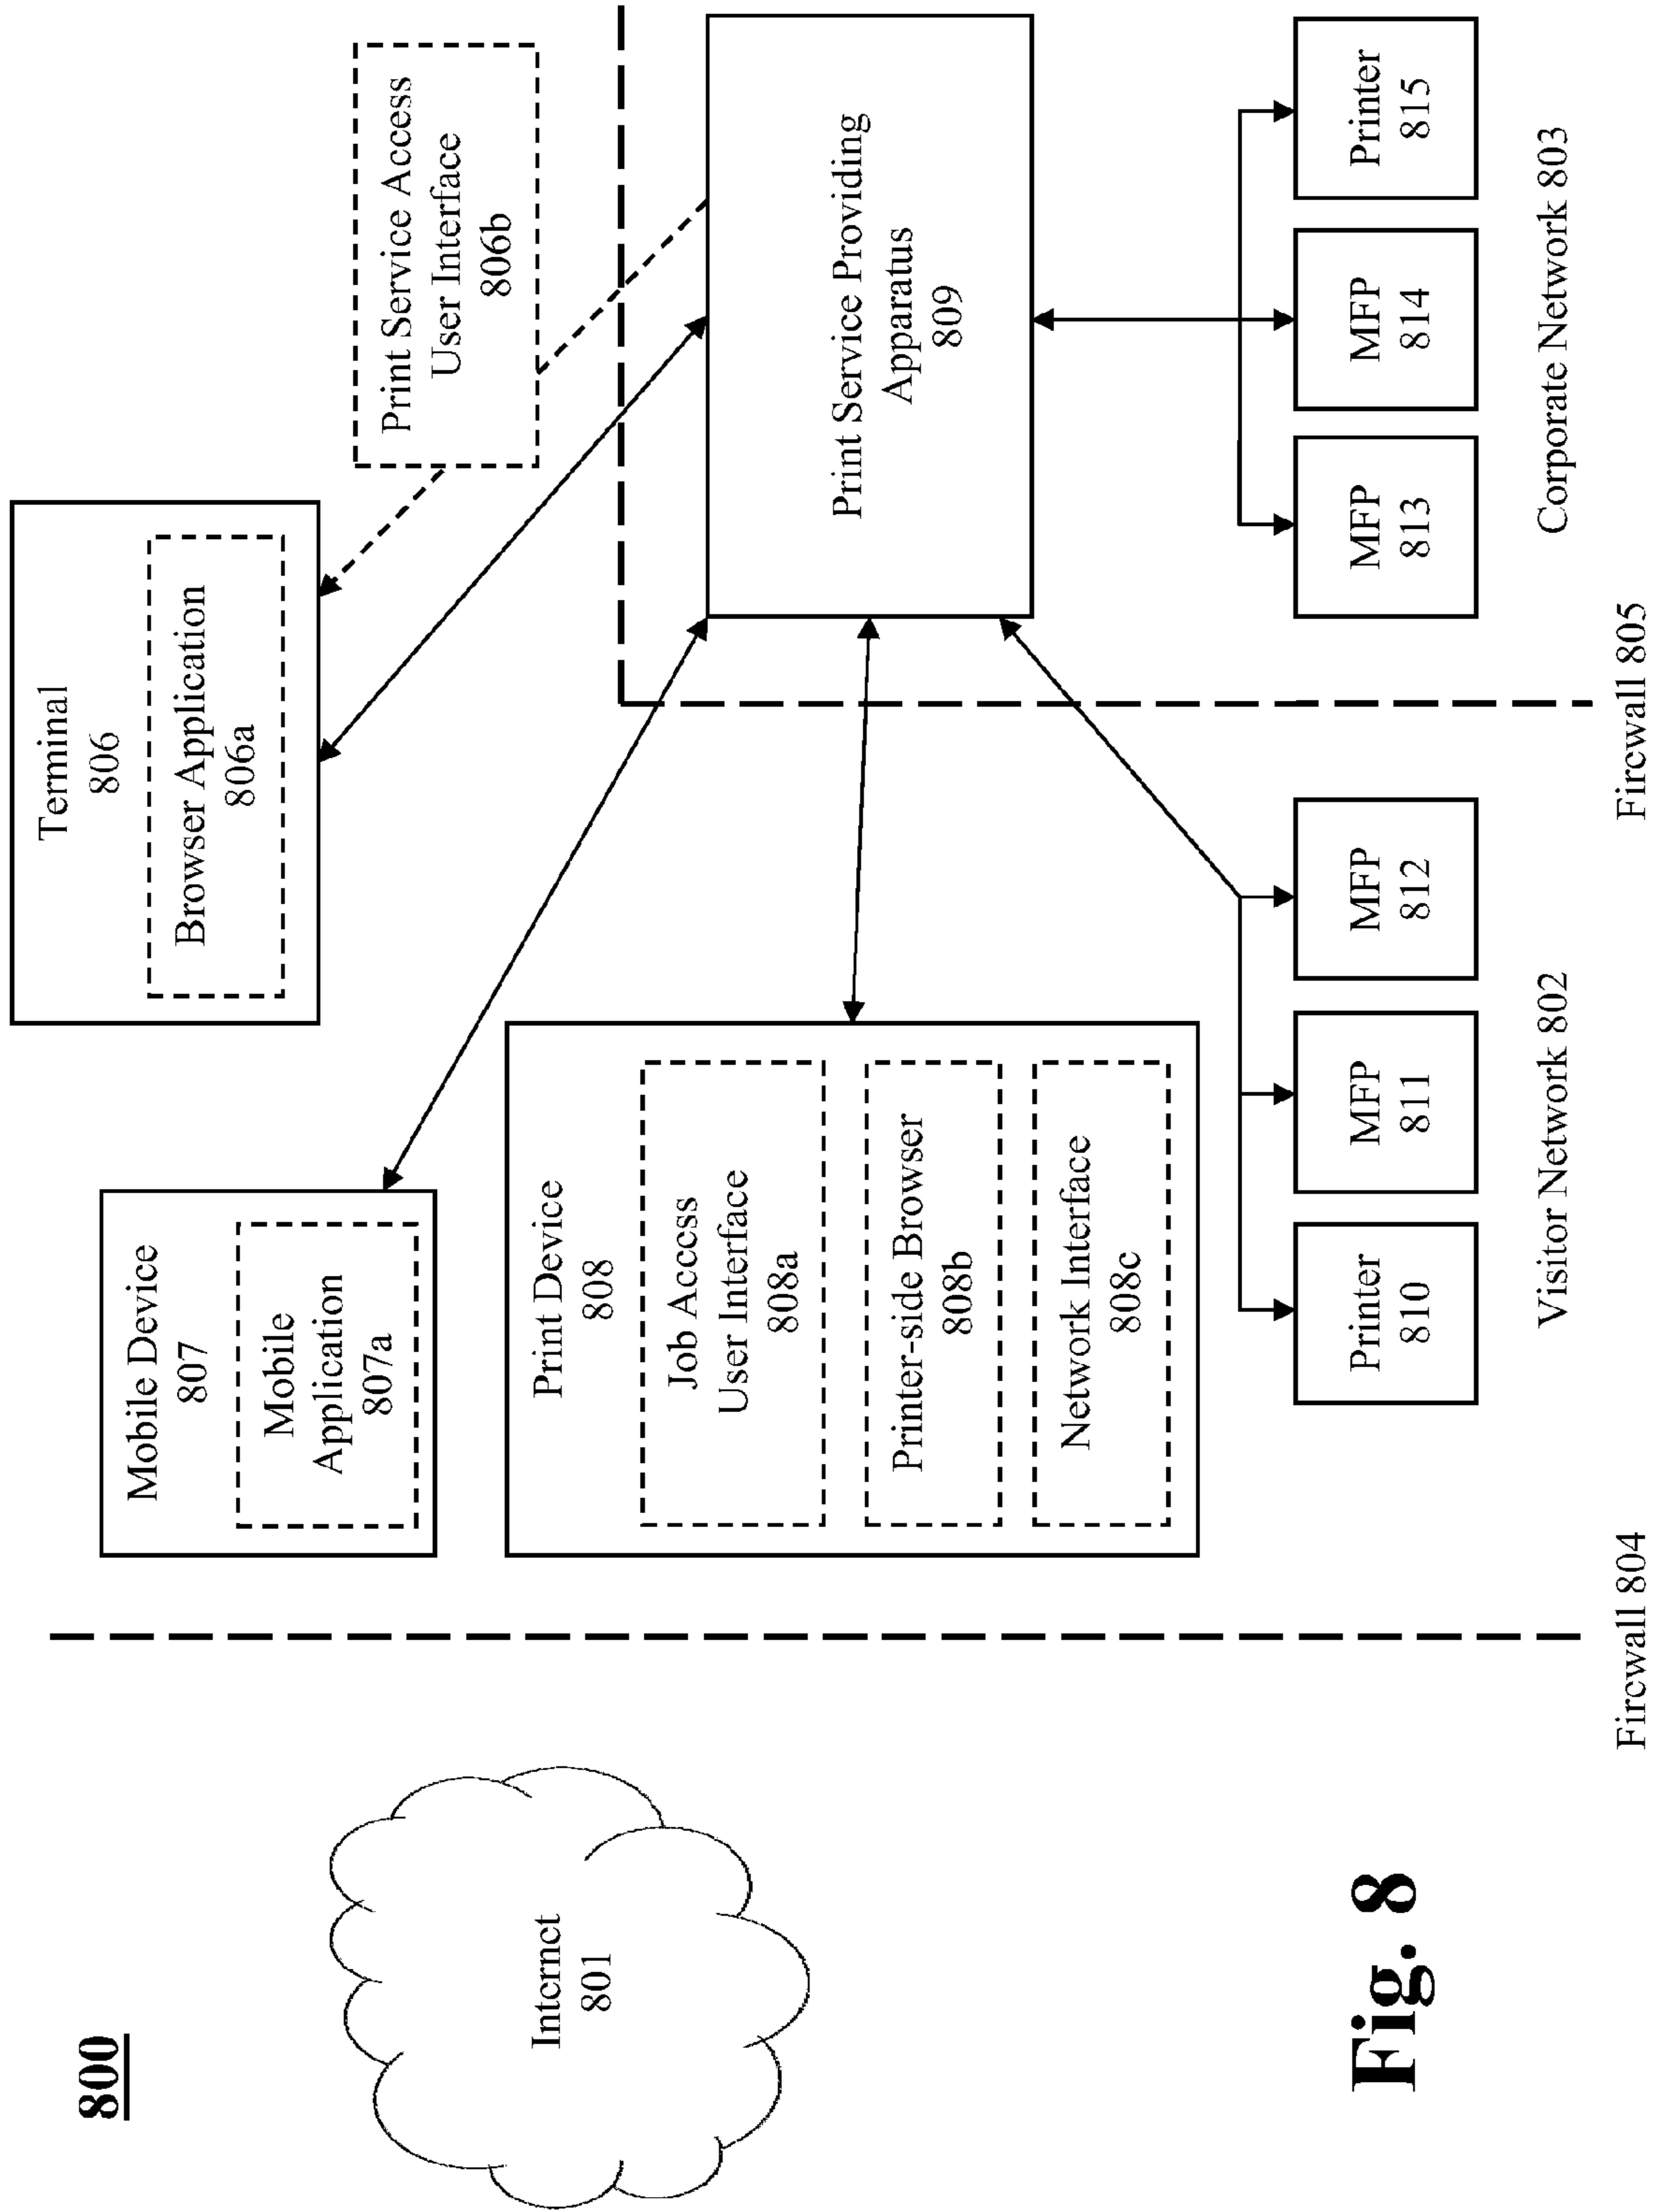 800
Internet
801
Mobile Device
807
Mobile
Application
807a
Terminal
806
Browser Application
806a
Print Service Access
User Interface
806b
Print Device
808
Job Access
User Interface
808a
Printer-side Browser
808b
Network Interface
808c
Print Service Providing
Apparatus
809
Printer
810
MFP
811
MFP
812
MFP
813
MFP
814
Printer
815
Visitor Network 802
Corporate Network 803
Firewall 804
Firewall 805
Fig. 8